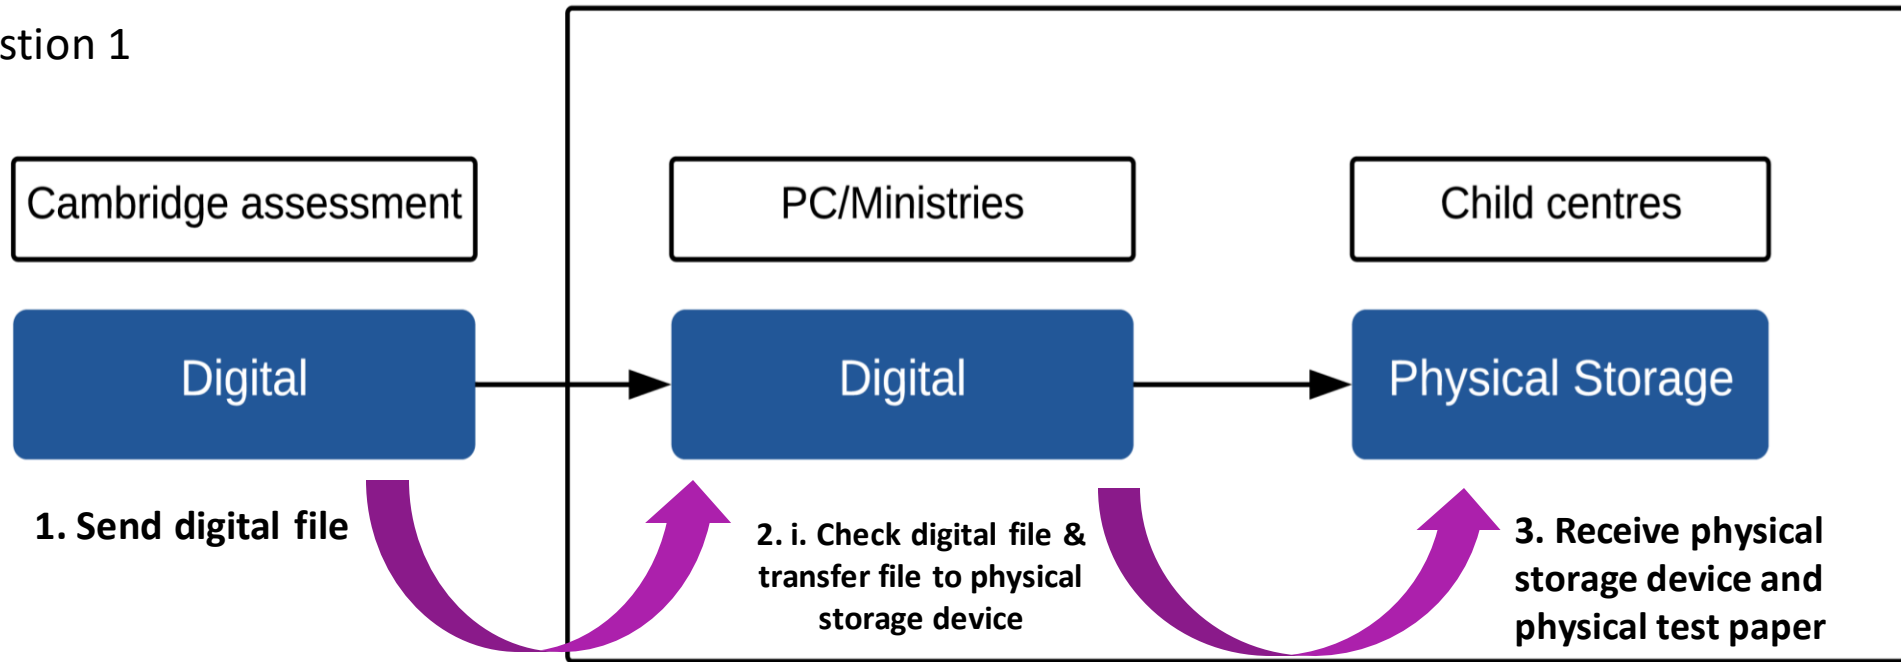 stion 1
Cambridge assessment
PC/Ministries
Child centres
Digital
Digital
Physical Storage
1. Send digital file
2. i. Check digital file &
transfer file to physical
storage device
3. Receive physical
storage device and
physical test paper